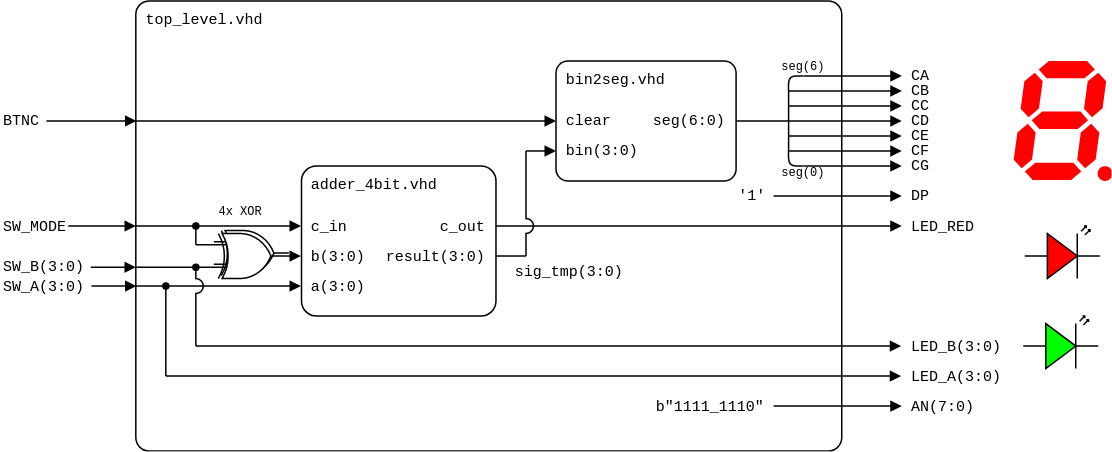 top_level.vhd
seg(6)
bin2seg.vhd
CA
CB
CC
BTNC
clear
seg(6:0)
CD
CE
bin(3:0)
CF
CG
seg(0)
adder_4bit.vhd
'1'
DP
4x XOR
SW_MODE
c_in
c_out
LED_RED
b(3:0)
result(3:0)
SW_B(3:0)
sig_tmp(3:0)
SW_A(3:0)
a(3:0)
LED_B(3:0)
LED_A(3:0)
b"1111_1110"
AN(7:0)